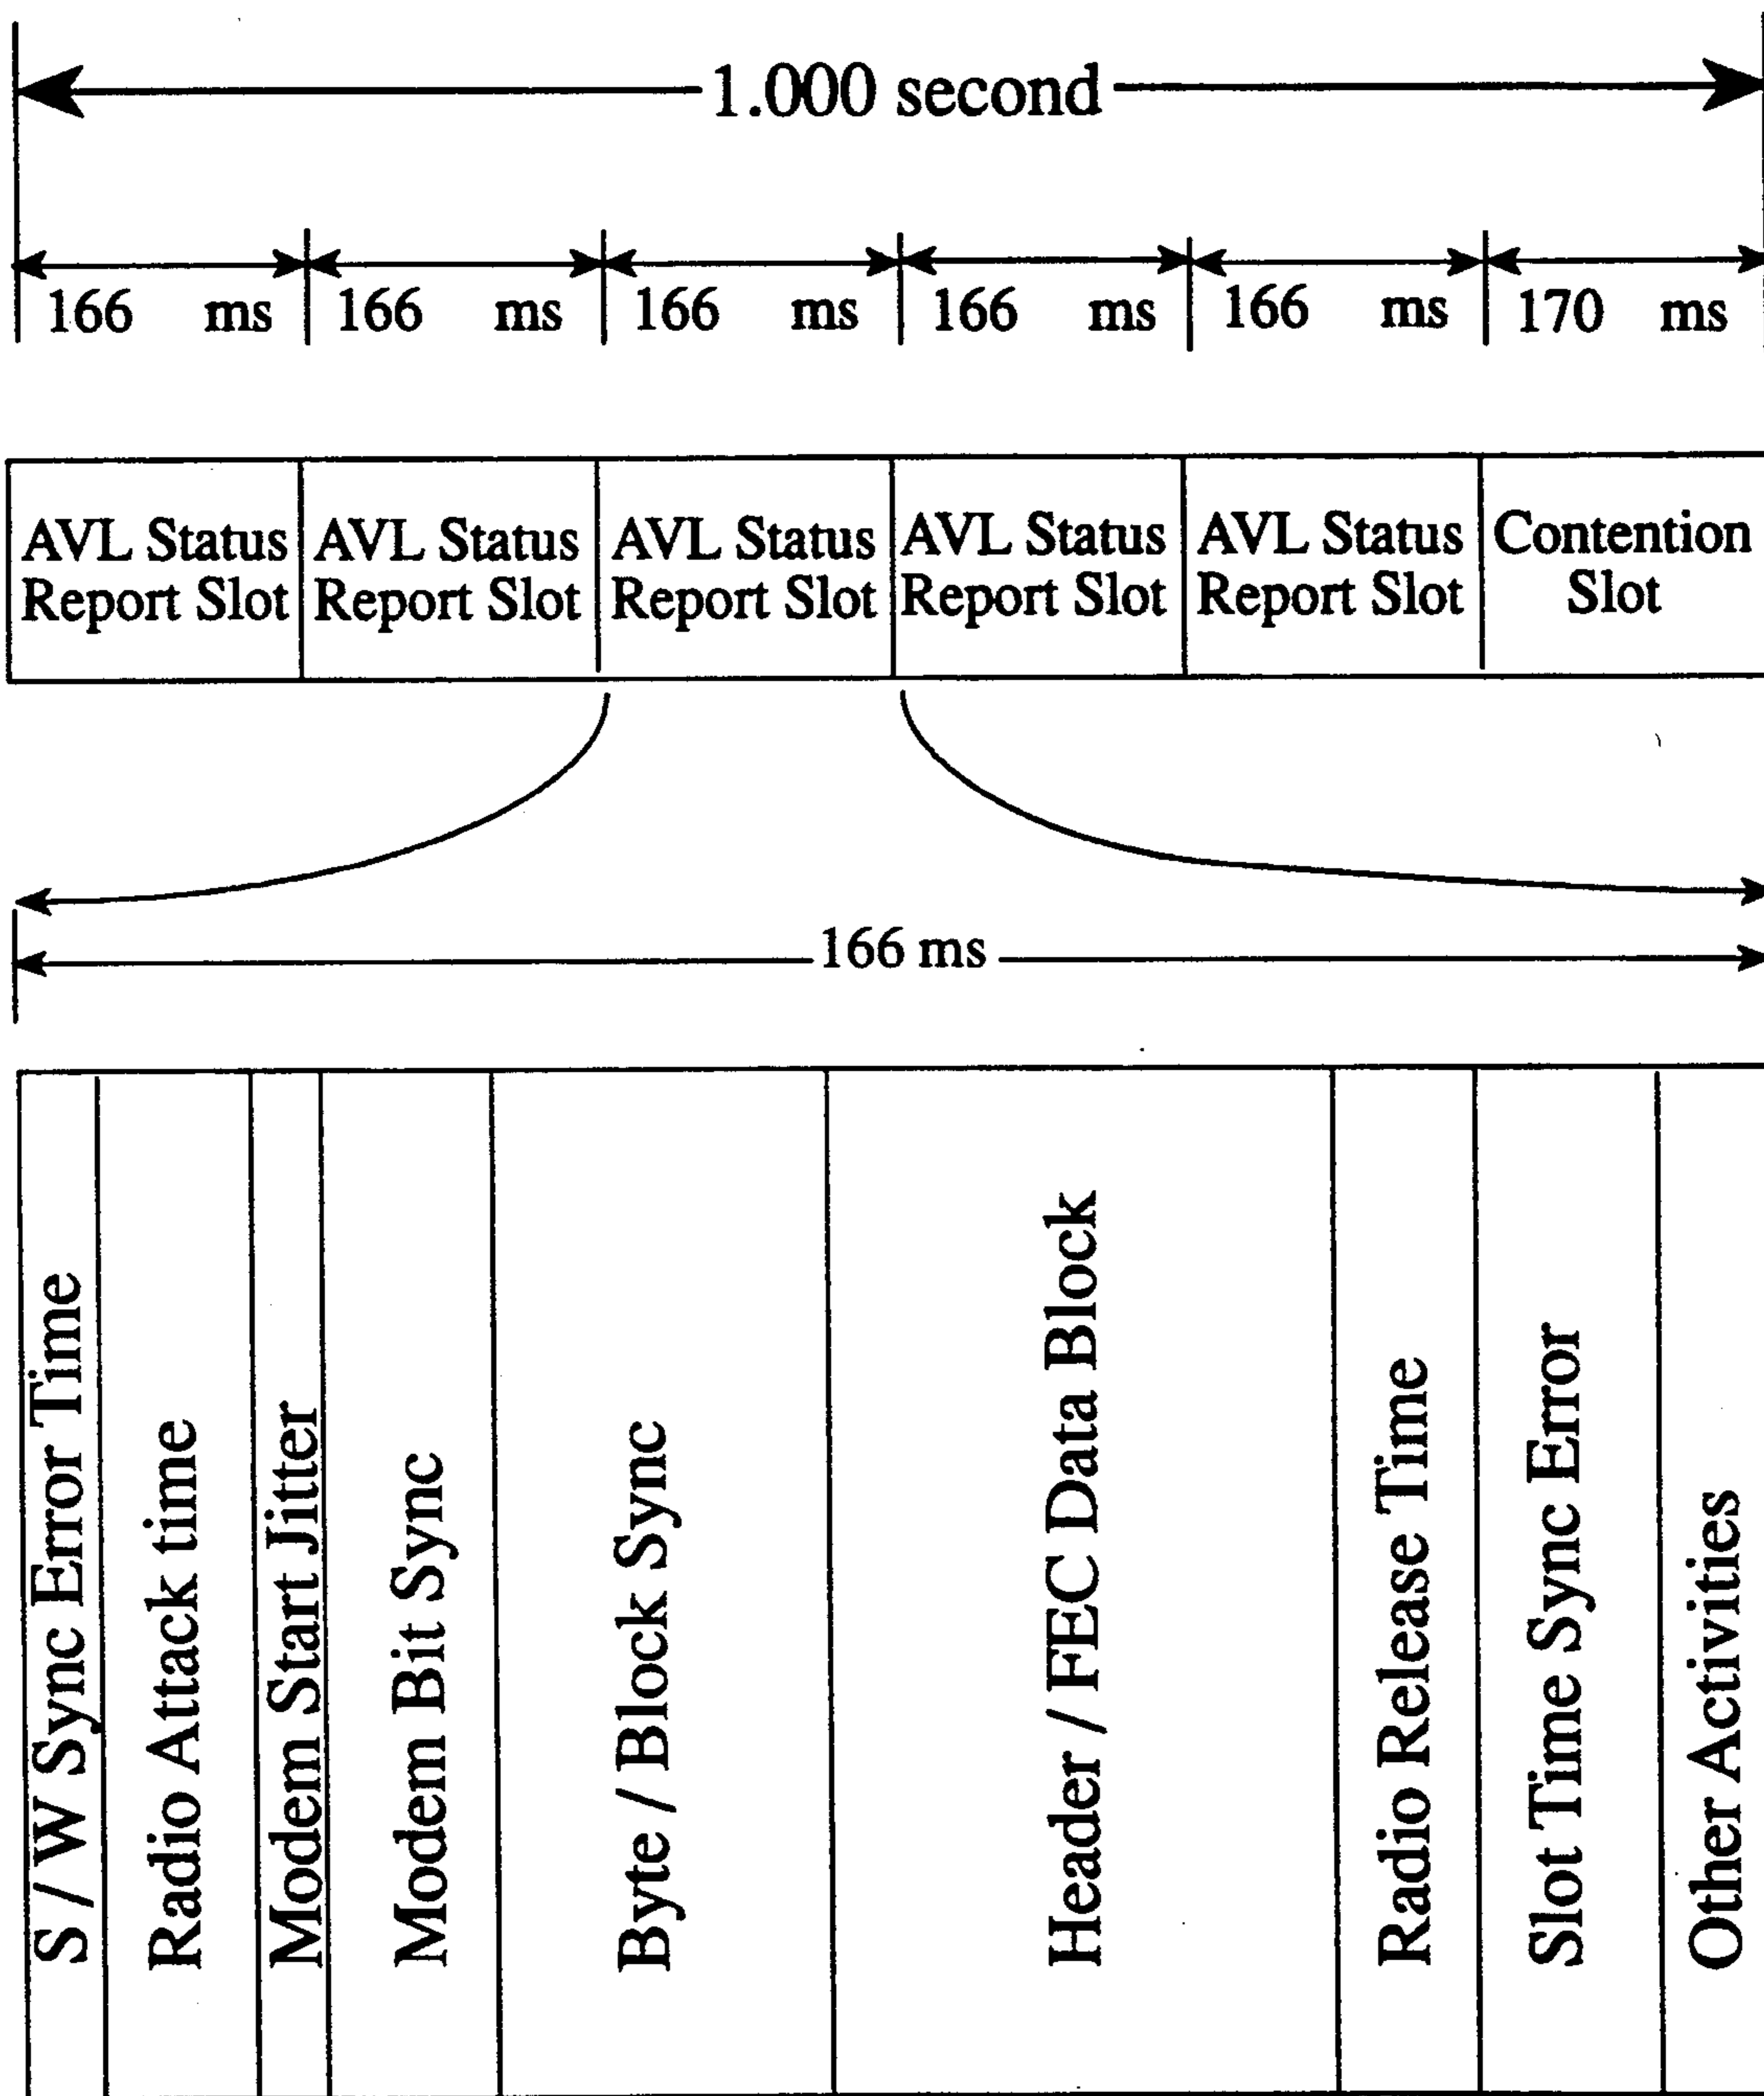 1.000 second
166 ms 166 ms 166 ms 166 ms 166 ms 170 ms
AVL Status Report Slot
AVL Status Report Slot
AVL Status Report Slot
AVL Status Report Slot
AVL Status Report Slot
Contention Slot
166 ms
S / W Sync Error Time
Radio Attack time
Modem Start Jitter
Modem Bit Sync
Byte / Block Sync
Header / FEC Data Block
Radio Release Time
Slot Time Sync Error
Other Activities